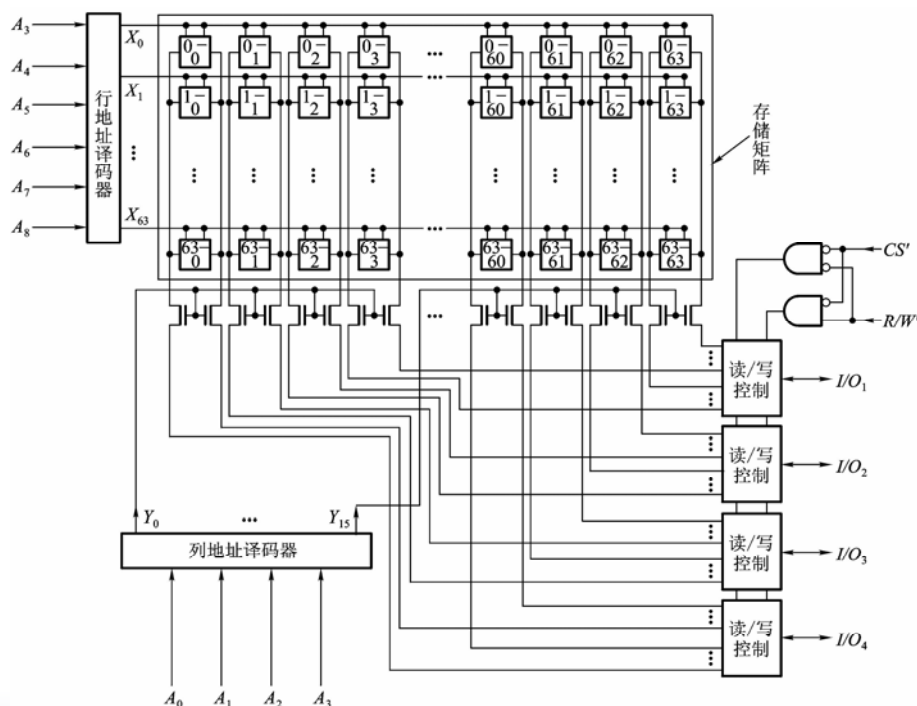 A3
X0
0-0 0-1 0-2 0-3 … 0-60 0-61 0-62 0-63
A4
X1
1-0 1-1 1-2 1-3 … 1-60 1-61 1-62 1-63
A5
行地址译码器
A6
A7
存储矩阵
A8
X63
63-0 63-1 63-2 63-3 … 63-60 63-61 63-62 63-63
CS'
R/W'
读/写控制
I/O1
读/写控制
I/O2
Y0 … Y15
列地址译码器
读/写控制
I/O3
读/写控制
I/O4
A0 A1 A2 A3